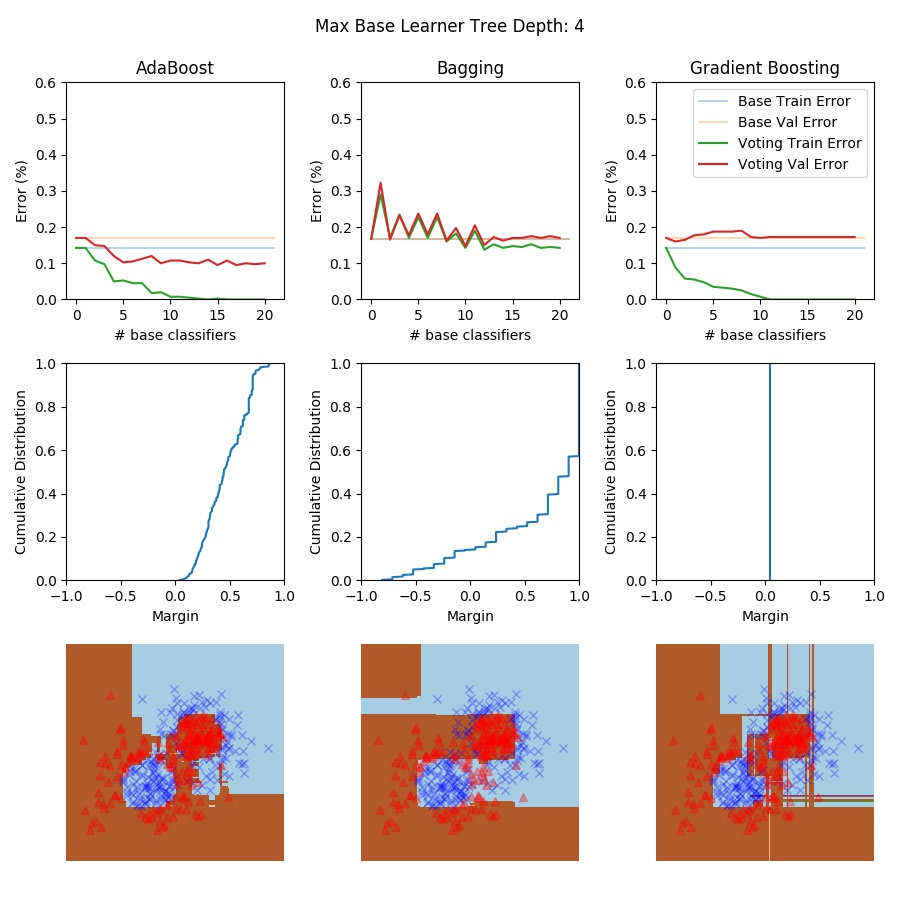 Max Base Learner Tree Depth: 4
AdaBoost
Bagging
Gradient Boosting
0.6
0.5
0.4
0.3
0.2
0.1
0.0
Error (%)
0 5 10 15 20
# base classifiers
0.6
0.5
0.4
0.3
0.2
0.1
0.0
Error (%)
0 5 10 15 20
# base classifiers
0.6
0.5
0.4
0.3
0.2
0.1
0.0
Error (%)
Base Train Error
Base Val Error
Voting Train Error
Voting Val Error
0 5 10 15 20
# base classifiers
1.0
0.8
0.6
0.4
0.2
0.0
Cumulative Distribution
−1.0 −0.5 0.0 0.5 1.0
Margin
1.0
0.8
0.6
0.4
0.2
0.0
Cumulative Distribution
−1.0 −0.5 0.0 0.5 1.0
Margin
1.0
0.8
0.6
0.4
0.2
0.0
Cumulative Distribution
−1.0 −0.5 0.0 0.5 1.0
Margin